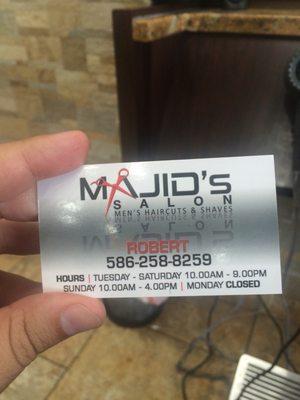 MAJID'S
SALON
MEN'S HAIRCUTS & SHAVES
ROBERT
586-258-8259
HOURS | TUESDAY - SATURDAY 10.00AM - 9.00PM
SUNDAY 10.00AM - 4.00PM | MONDAY CLOSED